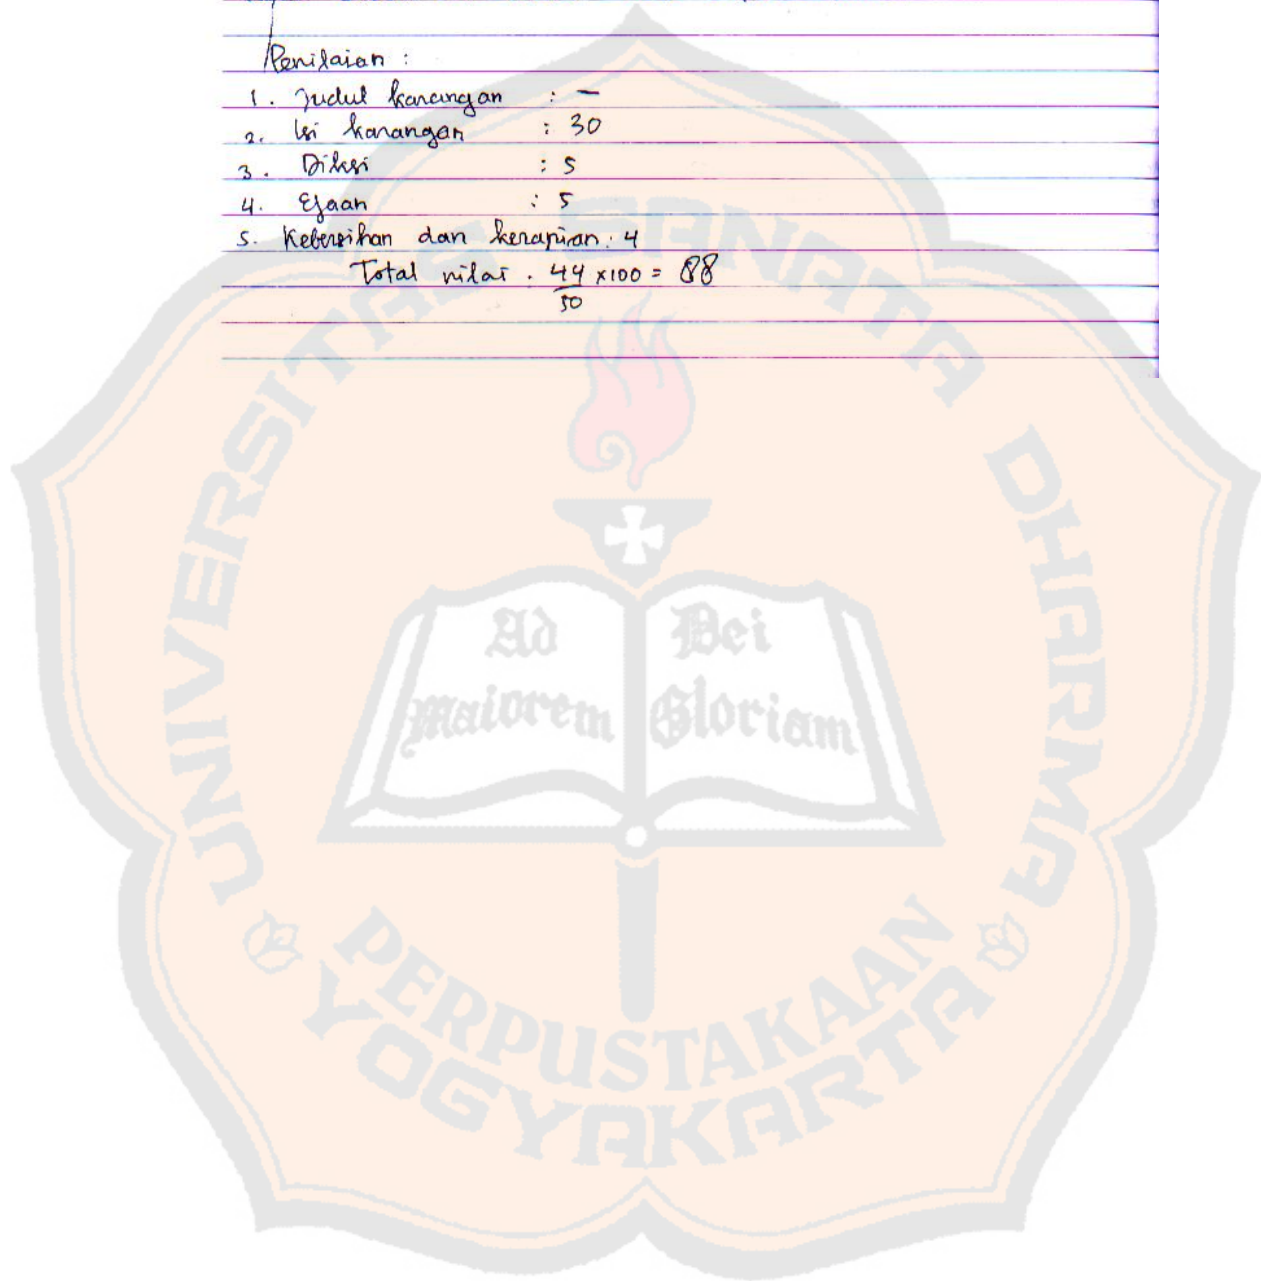 Penilaian :
1. Judul karangan : -
2. Isi karangan : 30
3. Diksi : 5
4. Ejaan : 5
5. Kebersihan dan kerapian : 4
Total nilai : 44 x100 = 88
50
UNIVERSITAS SANATA DHARMA
Ad Dei
maiorem Gloriam
PERPUSTAKAAN
YOGYAKARTA